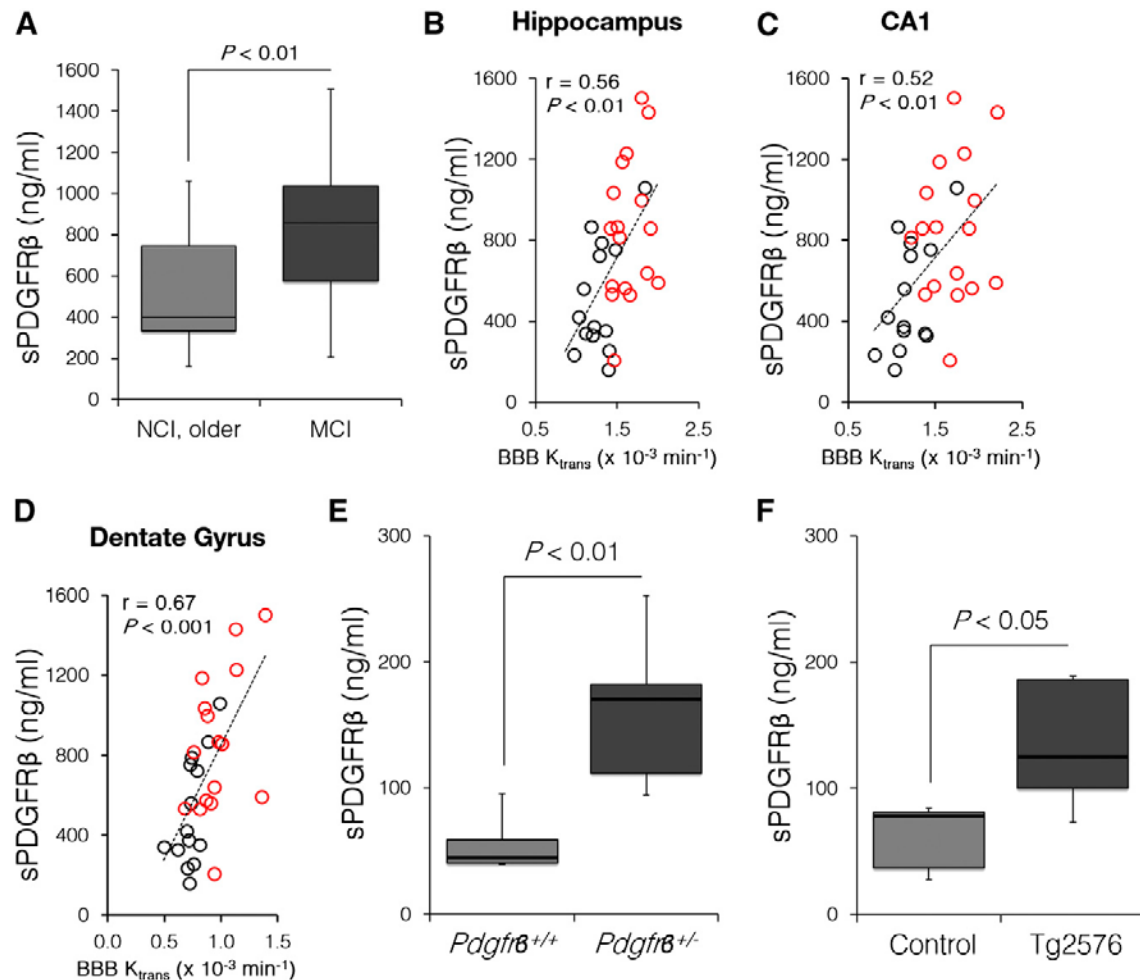 A
P < 0.01
sPDGFRβ (ng/ml)
1600
1400
1200
1000
800
600
400
200
0
NCI, older
MCI
B
Hippocampus
r = 0.56
P < 0.01
sPDGFRβ (ng/ml)
1600
1200
800
400
0
0.5
1.5
2.5
BBB Ktrans (x 10⁻³ min⁻¹)
C
CA1
r = 0.52
P < 0.01
sPDGFRβ (ng/ml)
1600
1200
800
400
0
0.5
1.5
2.5
BBB Ktrans (x 10⁻³ min⁻¹)
D
Dentate Gyrus
r = 0.67
P < 0.001
sPDGFRβ (ng/ml)
1600
1200
800
400
0
0.0
0.5
1.0
1.5
BBB Ktrans (x 10⁻³ min⁻¹)
E
P < 0.01
sPDGFRβ (ng/ml)
300
200
100
0
Pdgfrβ+/+
Pdgfrβ+/-
F
P < 0.05
sPDGFRβ (ng/ml)
300
200
100
0
Control
Tg2576